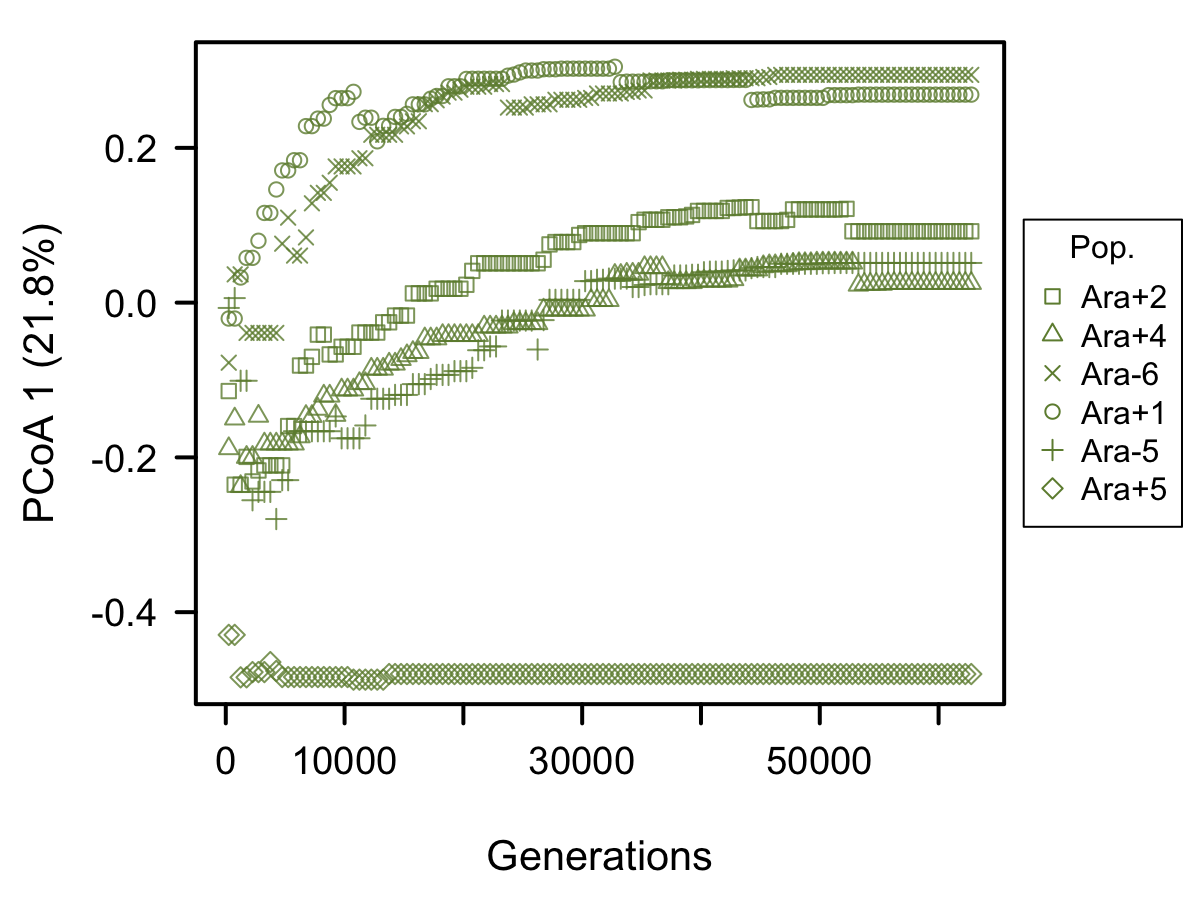 PCoA 1 (21.8%)
0.2
0.0
-0.2
-0.4
0
10000
30000
50000
Generations
Pop.
Ara+2
Ara+4
Ara-6
Ara+1
Ara-5
Ara+5